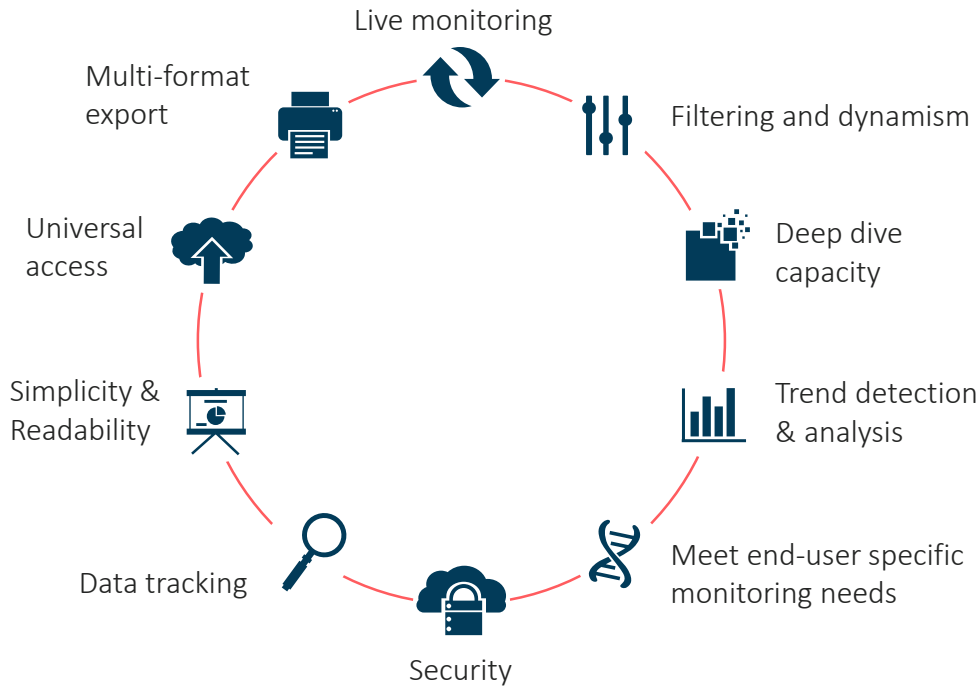 Live monitoring
Multi-format
export
Filtering and dynamism
Universal
access
Deep dive
capacity
Simplicity &
Readability
Trend detection
& analysis
Data tracking
Meet end-user specific
monitoring needs
Security